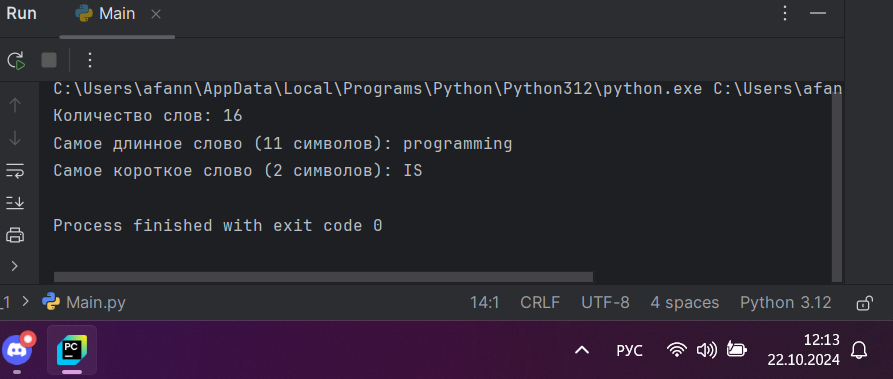 Run Main
C:\Users\afann\AppData\Local\Programs\Python\Python312\python.exe C:\Users\afan
Количество слов: 16
Самое длинное слово (11 символов): programming
Самое короткое слово (2 символов): IS
Process finished with exit code 0
_1 Main.py 14:1 CRLF UTF-8 4 spaces Python 3.12
PC РУС 12:13
22.10.2024